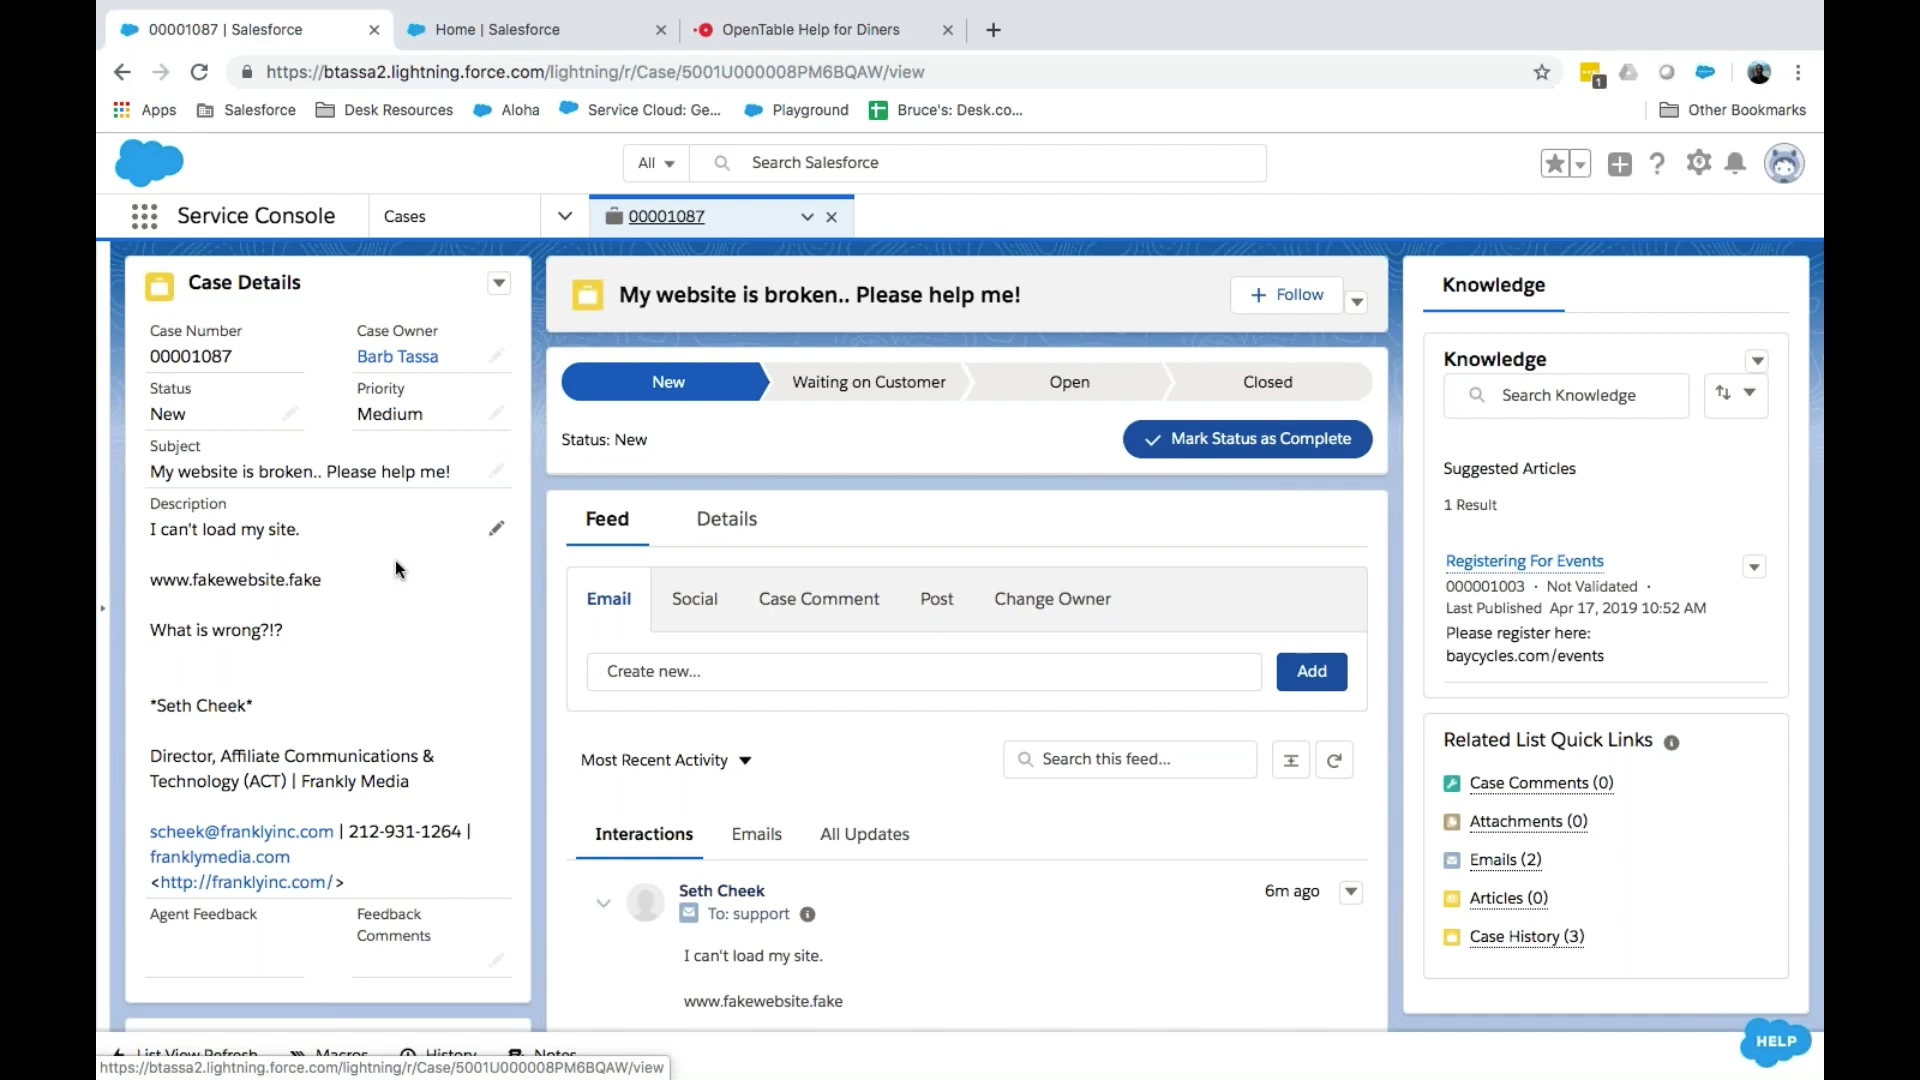 00001087 | Salesforce
Home | Salesforce
OpenTable Help for Diners
https://btassa2.lightning.force.com/lightning/r/Case/5001U000008PM6BQAW/view
1
Apps
Salesforce
Desk Resources
Aloha
Service Cloud: Ge...
Playground
Bruce's: Desk.co...
Other Bookmarks
All
Search Salesforce
Service Console
Cases
00001087
Case Details
Case Number
Case Owner
00001087
Barb Tassa
Status
Priority
New
Medium
Subject
My website is broken.. Please help me!
Description
I can't load my site.
www.fakewebsite.fake
What is wrong?!?
*Seth Cheek*
Director, Affiliate Communications &
Technology (ACT) | Frankly Media
scheek@franklyinc.com | 212-931-1264 |
franklymedia.com
<http://franklyinc.com/>
Agent Feedback
Feedback
Comments
My website is broken.. Please help me!
+ Follow
New
Waiting on Customer
Open
Closed
Status: New
Mark Status as Complete
Feed
Details
Email
Social
Case Comment
Post
Change Owner
Create new...
Add
Most Recent Activity
Search this feed...
Interactions
Emails
All Updates
Seth Cheek
6m ago
To: support
I can't load my site.
www.fakewebsite.fake
Knowledge
Knowledge
Search Knowledge
Suggested Articles
1 Result
Registering For Events
000001003 · Not Validated ·
Last Published Apr 17, 2019 10:52 AM
Please register here:
baycycles.com/events
Related List Quick Links
Case Comments (0)
Attachments (0)
Emails (2)
Articles (0)
Case History (3)
HELP
List View Refresh
Macros
History
Notes
https://btassa2.lightning.force.com/lightning/r/Case/5001U000008PM6BQAW/view